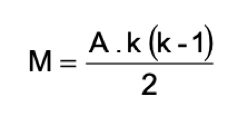 M = A . k (k - 1) / 2